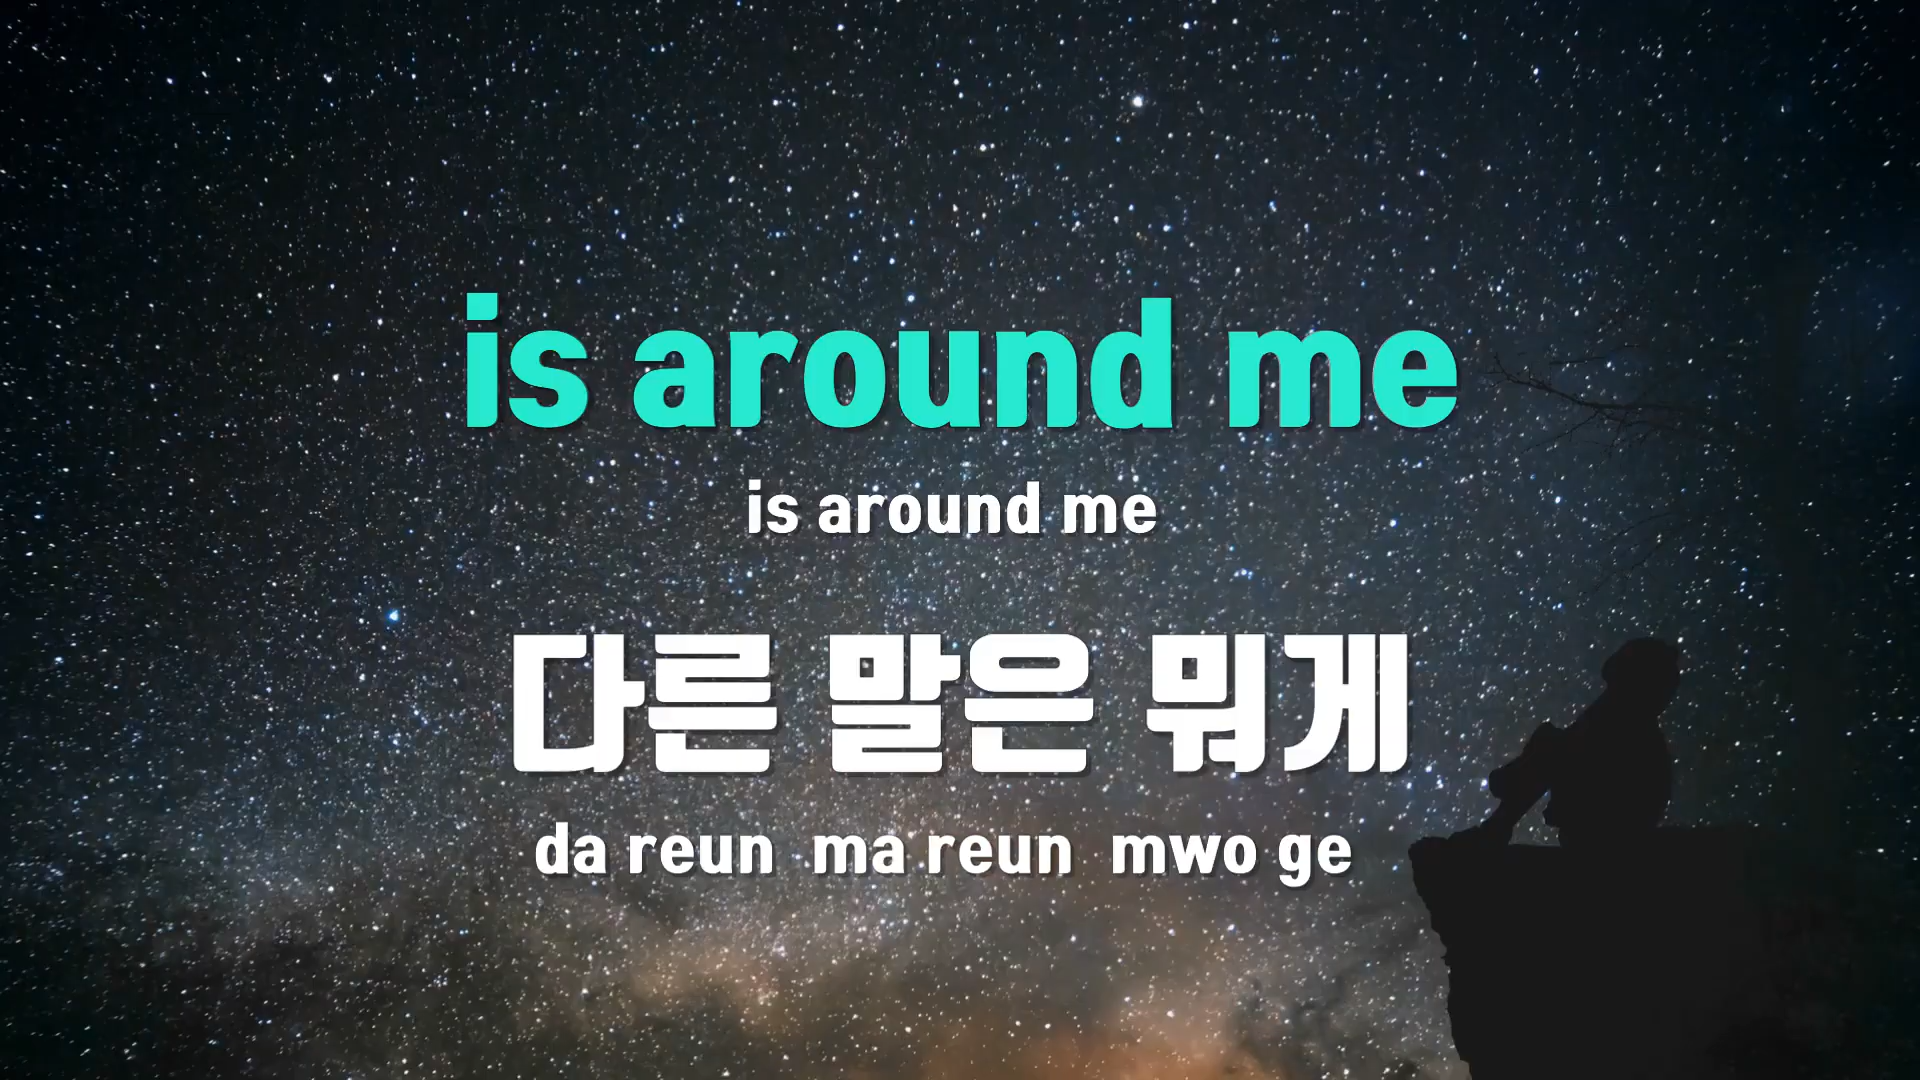 is around me
is around me
다른 말은 뭐게
da reun ma reun mwo ge